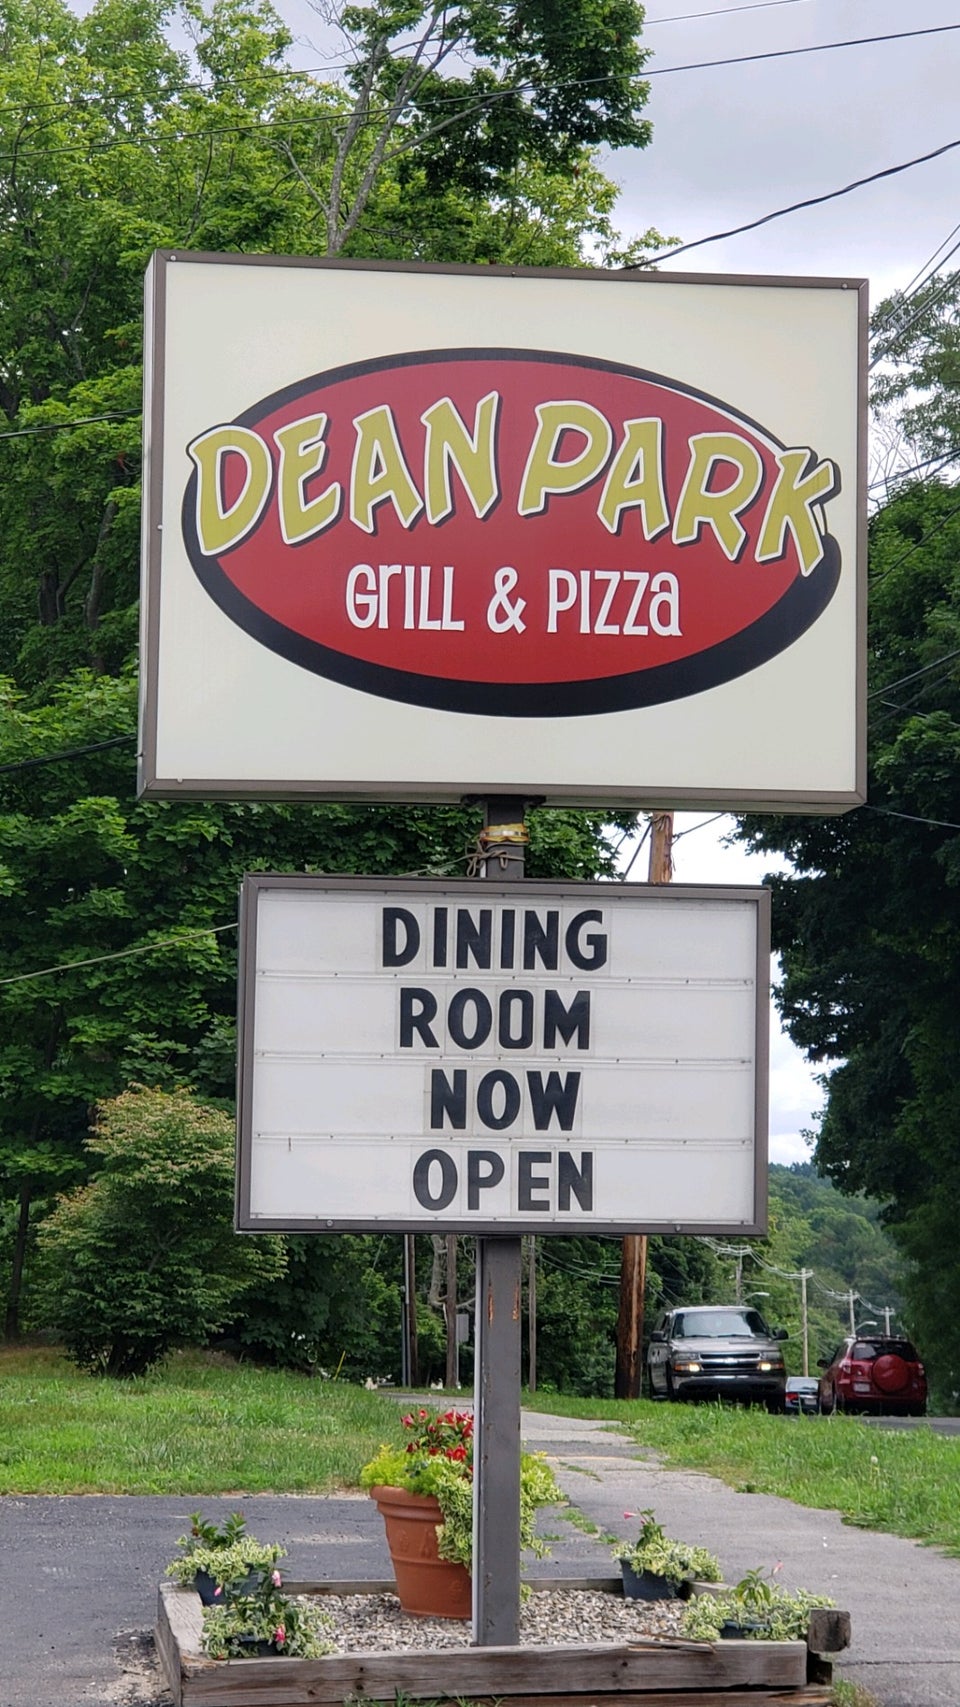 DEAN PARK
GrILL & PIZZa
DINING
ROOM
NOW
OPEN